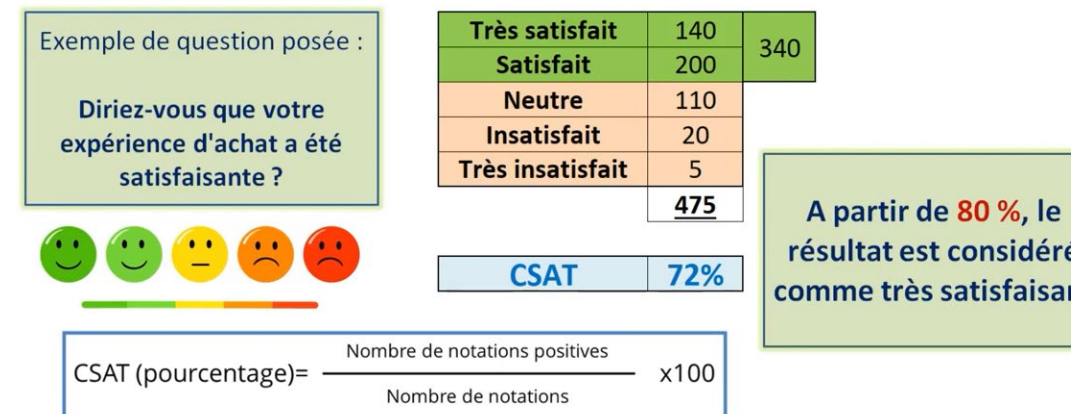 Exemple de question posée :
Diriez-vous que votre
expérience d'achat a été
satisfaisante ?
Très satisfait 140
340
Satisfait 200
Neutre 110
Insatisfait 20
Très insatisfait 5
475
CSAT 72%
A partir de 80 %, le
résultat est considéré
comme très
CSAT (pourcentage)=
Nombre de notations positives
Nombre de notations
x100